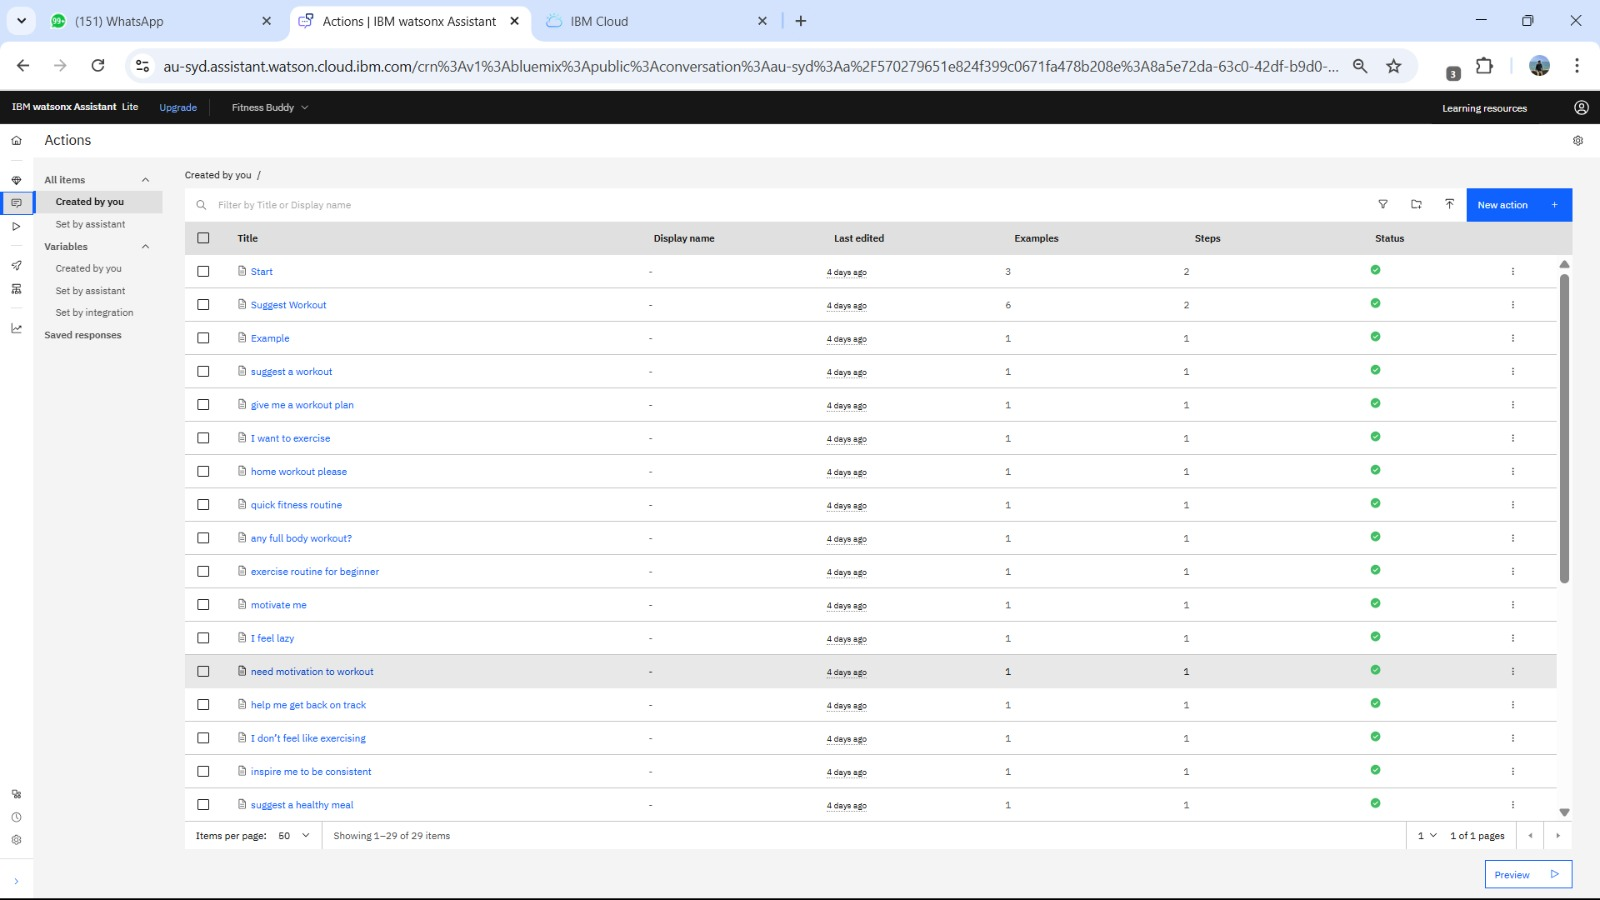 99+ (151) WhatsApp
Actions | IBM watsonx Assistant
IBM Cloud
au-syd.assistant.watson.cloud.ibm.com/crn%3Av1%3Abluemix%3Apublic%3Aconversation%3Aau-syd%3Aa%2F570279651e824f399c0671fa478b208e%3A8a5e72da-63c0-42df-b9d0-...
3
IBM watsonx Assistant Lite Upgrade Fitness Buddy Learning resources
Actions
All items
Created by you
Set by assistant
Variables
Created by you
Set by assistant
Set by integration
Saved responses
Created by you /
Filter by Title or Display name New action +
Title Display name Last edited Examples Steps Status
Start - 4 days ago 3 2
Suggest Workout - 4 days ago 6 2
Example - 4 days ago 1 1
suggest a workout - 4 days ago 1 1
give me a workout plan - 4 days ago 1 1
I want to exercise - 4 days ago 1 1
home workout please - 4 days ago 1 1
quick fitness routine - 4 days ago 1 1
any full body workout? - 4 days ago 1 1
exercise routine for beginner - 4 days ago 1 1
motivate me - 4 days ago 1 1
I feel lazy - 4 days ago 1 1
need motivation to workout - 4 days ago 1 1
help me get back on track - 4 days ago 1 1
I don't feel like exercising - 4 days ago 1 1
inspire me to be consistent - 4 days ago 1 1
suggest a healthy meal - 4 days ago 1 1
Items per page: 50 Showing 1–29 of 29 items 1 1 of 1 pages
Preview